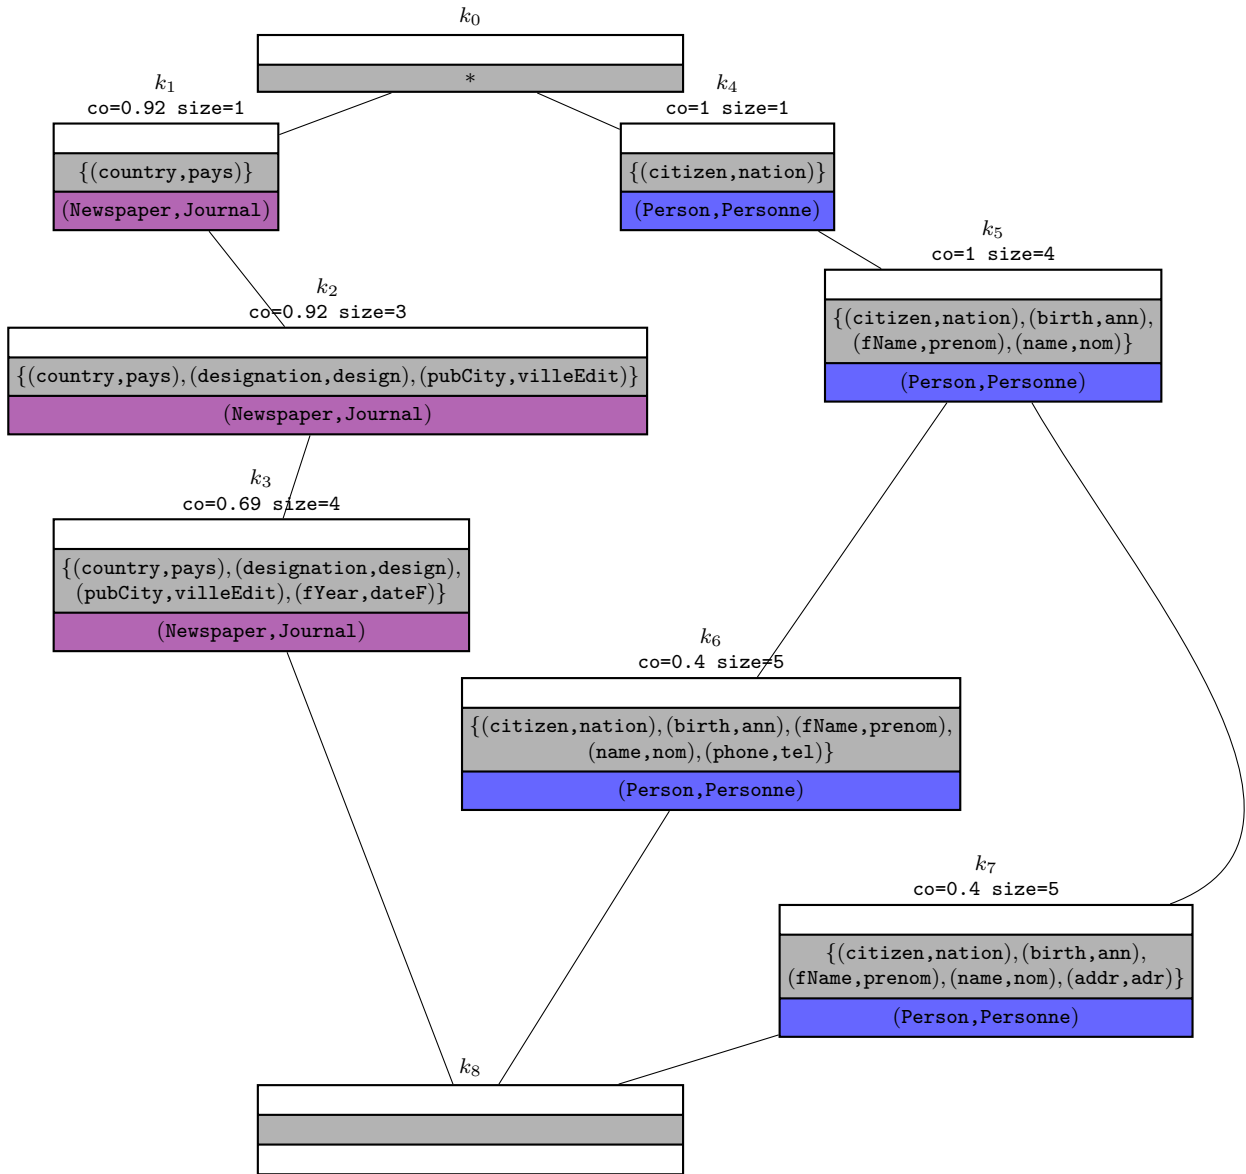 k0
*
k1
co=0.92 size=1
{(country,pays)}
(Newspaper,Journal)
k4
co=1 size=1
{(citizen,nation)}
(Person,Personne)
k5
co=1 size=4
{(citizen,nation),(birth,ann),
(fName,prenom),(name,nom)}
(Person,Personne)
k2
co=0.92 size=3
{(country,pays),(designation,design),(pubCity,villeEdit)}
(Newspaper,Journal)
k3
co=0.69 size=4
{(country,pays),(designation,design),
(pubCity,villeEdit),(fYear,dateF)}
(Newspaper,Journal)
k6
co=0.4 size=5
{(citizen,nation),(birth,ann),(fName,prenom),
(name,nom),(phone,tel)}
(Person,Personne)
k7
co=0.4 size=5
{(citizen,nation),(birth,ann),
(fName,prenom),(name,nom),(addr,adr)}
(Person,Personne)
k8